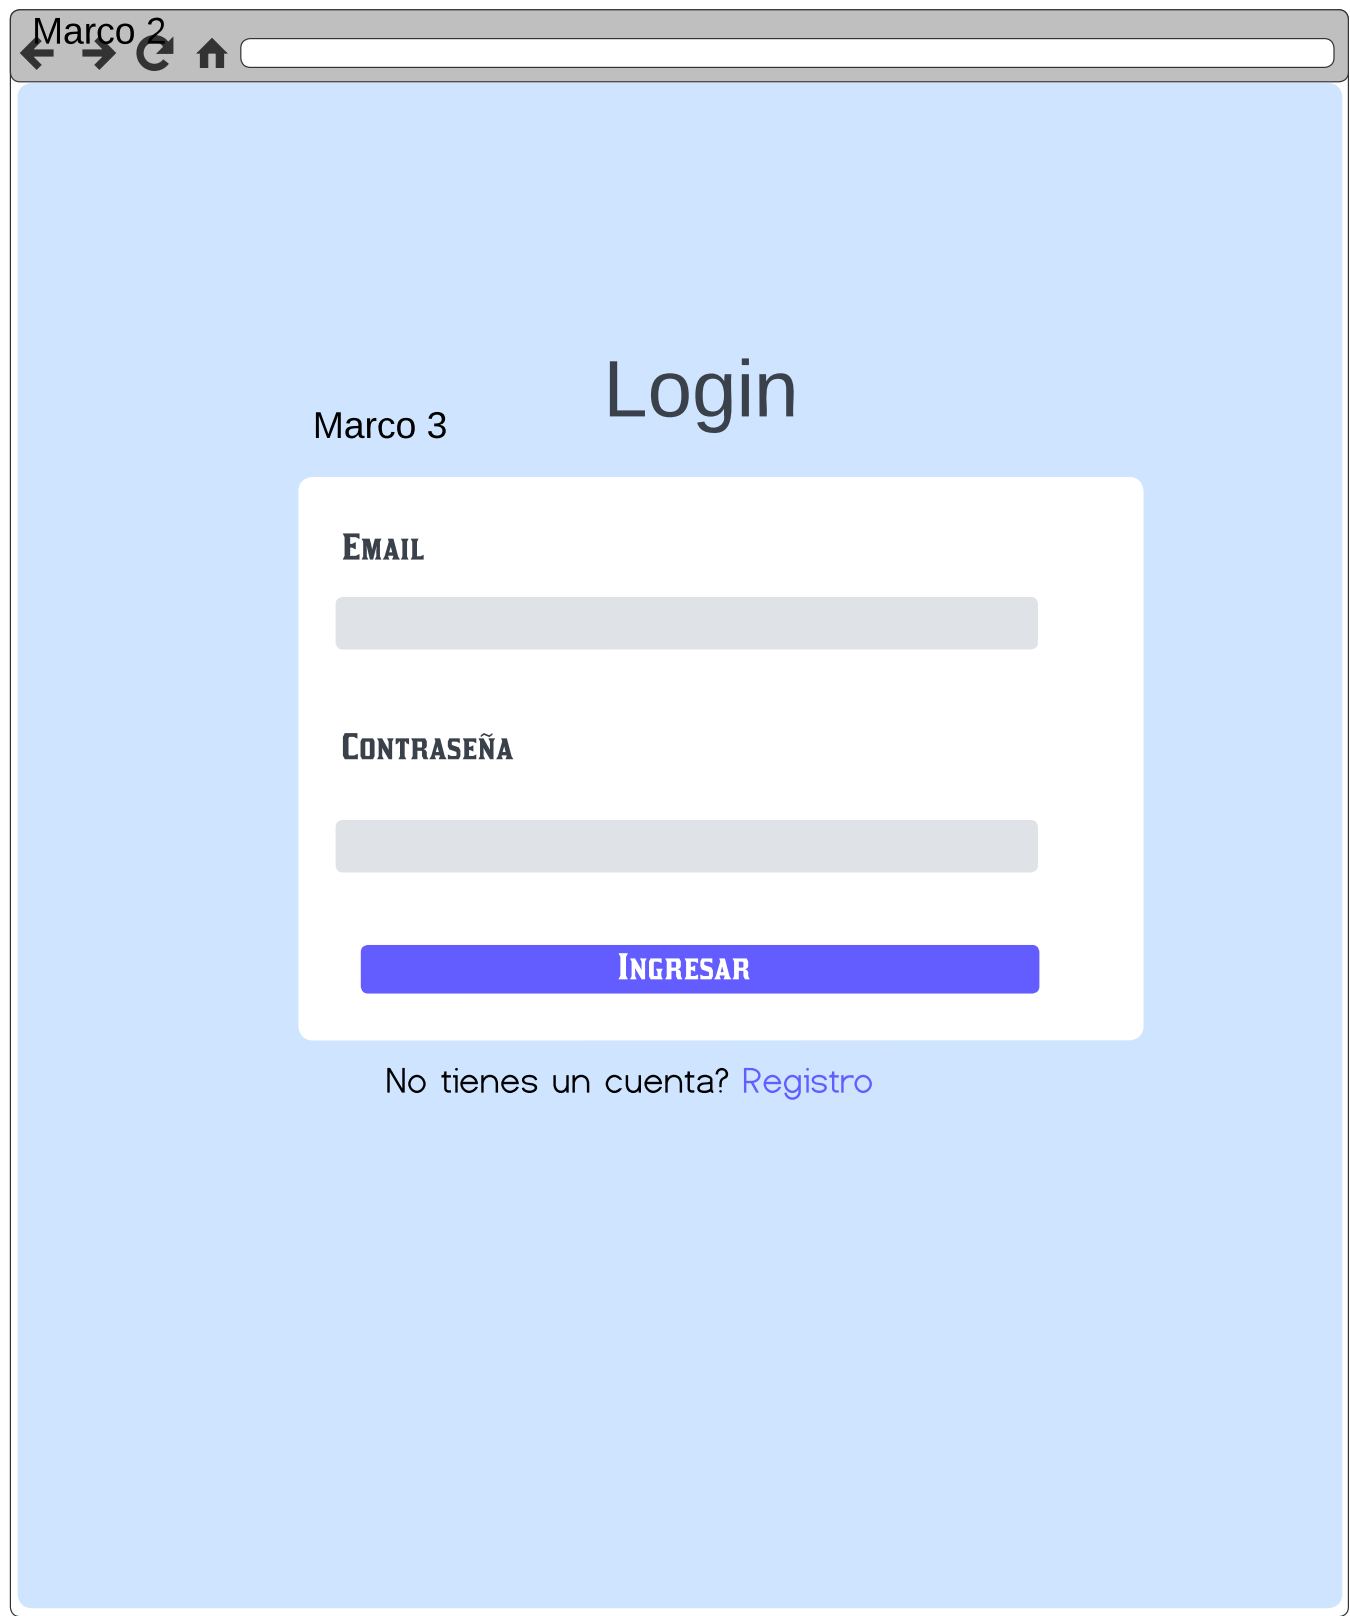 Marco 2
Login
Marco 3
Email
Contraseña
Ingresar
No tienes un cuenta? Registro